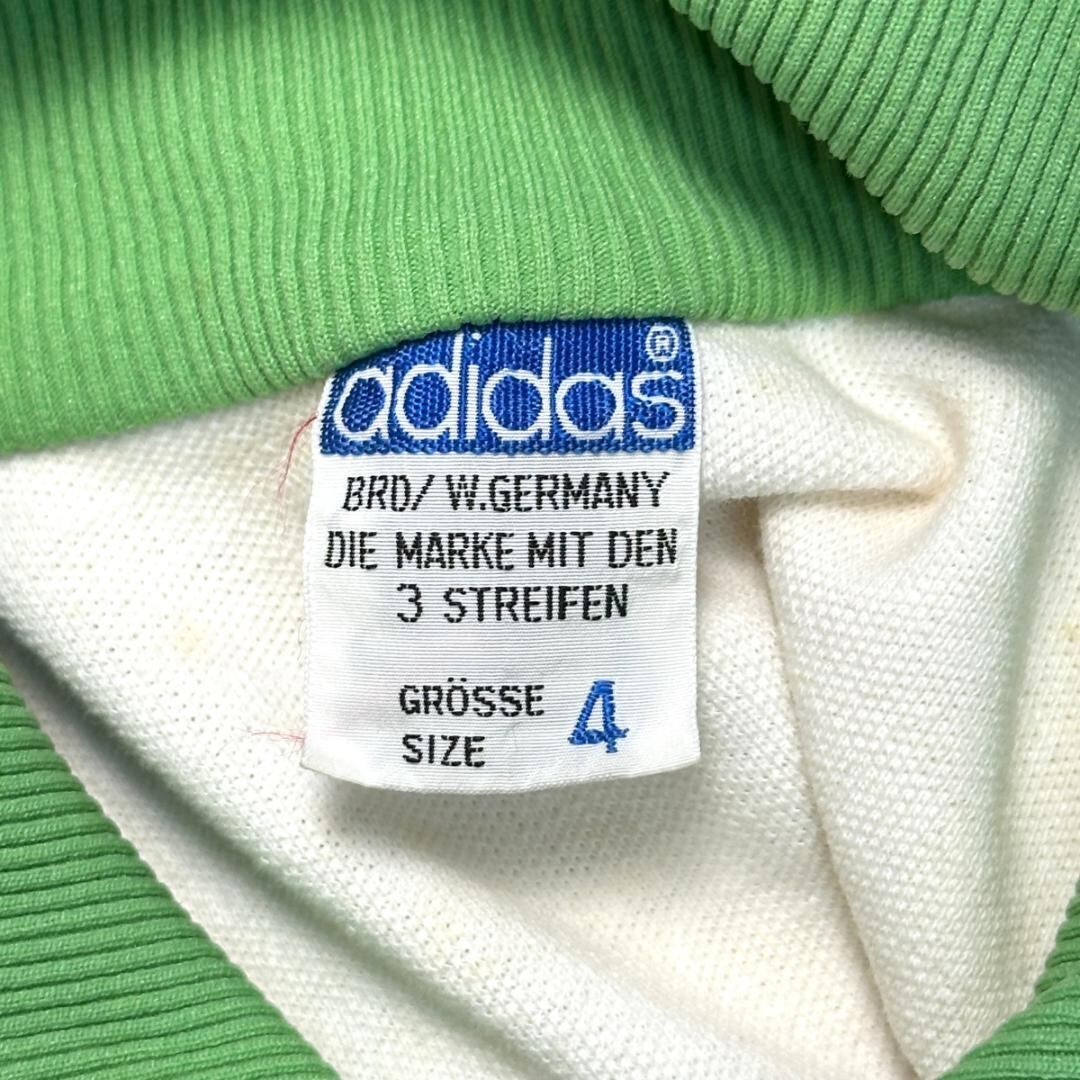 adidas®
BRD/ W.GERMANY
DIE MARKE MIT DEN
3 STREIFEN
GRÖSSE 4
SIZE